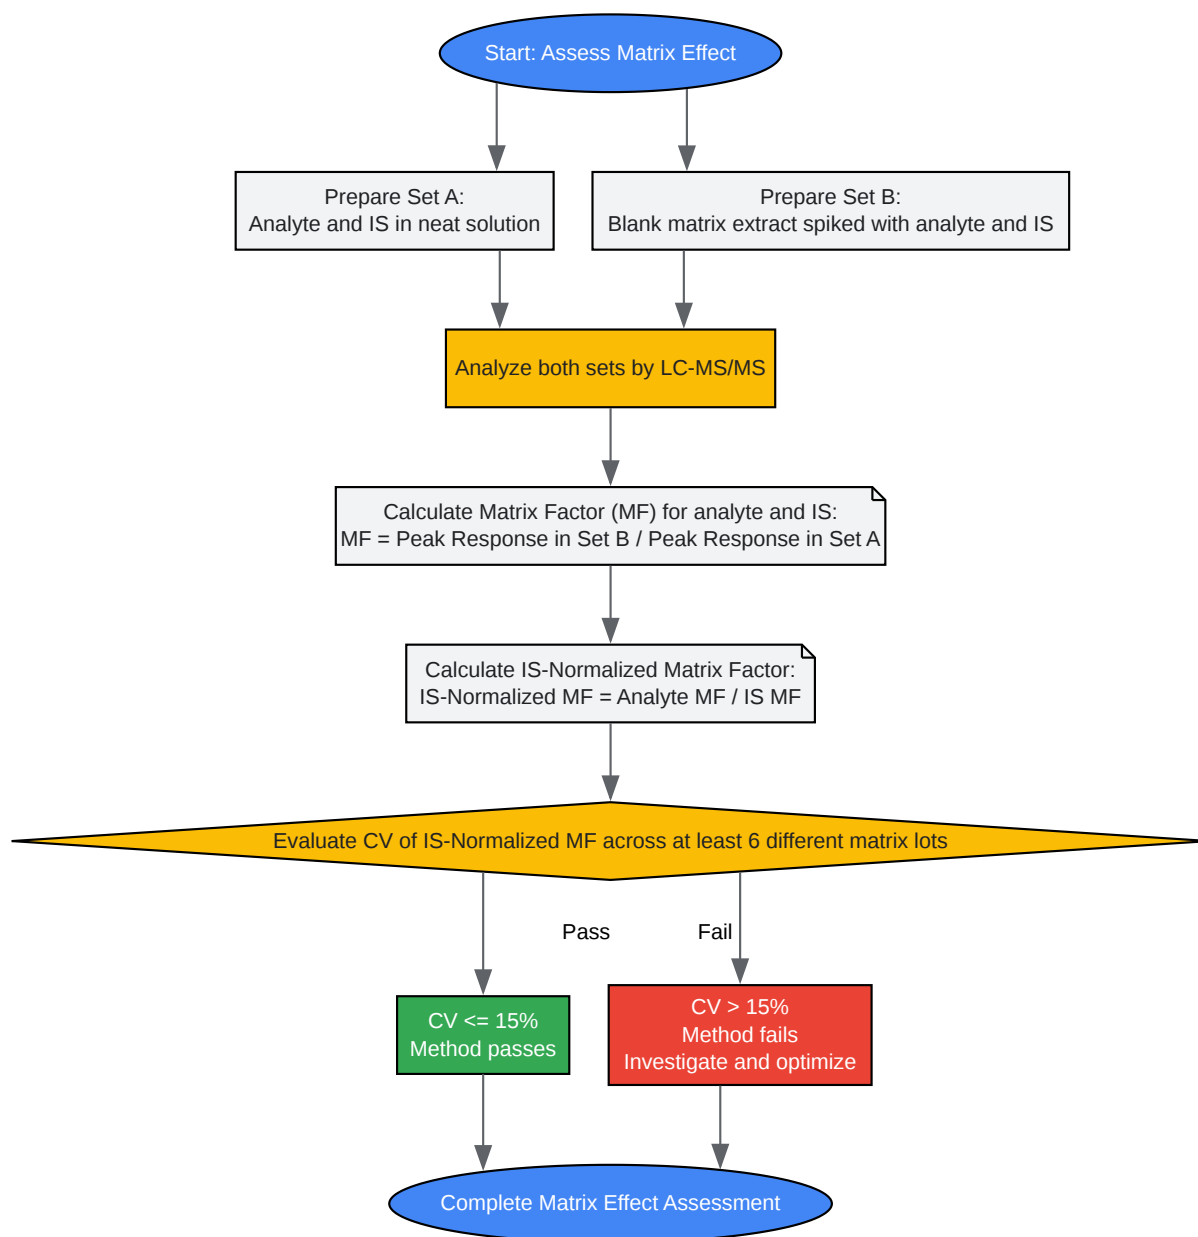 Start: Assess Matrix Effect
Prepare Set A:
Analyte and IS in neat solution
Prepare Set B:
Blank matrix extract spiked with analyte and IS
Analyze both sets by LC-MS/MS
Calculate Matrix Factor (MF) for analyte and IS:
MF = Peak Response in Set B / Peak Response in Set A
Calculate IS-Normalized Matrix Factor:
IS-Normalized MF = Analyte MF / IS MF
Evaluate CV of IS-Normalized MF across at least 6 different matrix lots
Pass
Fail
CV <= 15%
Method passes
CV > 15%
Method fails
Investigate and optimize
Complete Matrix Effect Assessment